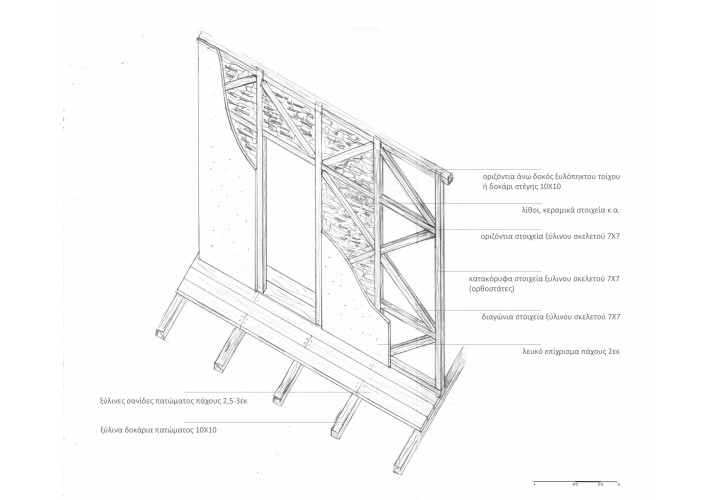 οριζόντια άνω δοκός ξυλόπηκτου τοίχου
ή δοκάρι στέγης 10Χ10
λίθοι, κεραμικά στοιχεία κ.α.
οριζόντια στοιχεία ξύλινου σκελετού 7Χ7
κατακόρυφα στοιχεία ξυλινου σκελετού 7Χ7
(ορθοστάτες)
διαγώνια στοιχεία ξύλινου σκελετού 7Χ7
λευκό επίχρισμα πάχους 2εκ
ξύλινες σανίδες πατώματος πάχους 2,5-3εκ
ξύλινα δοκάρια πατώματος 10Χ10